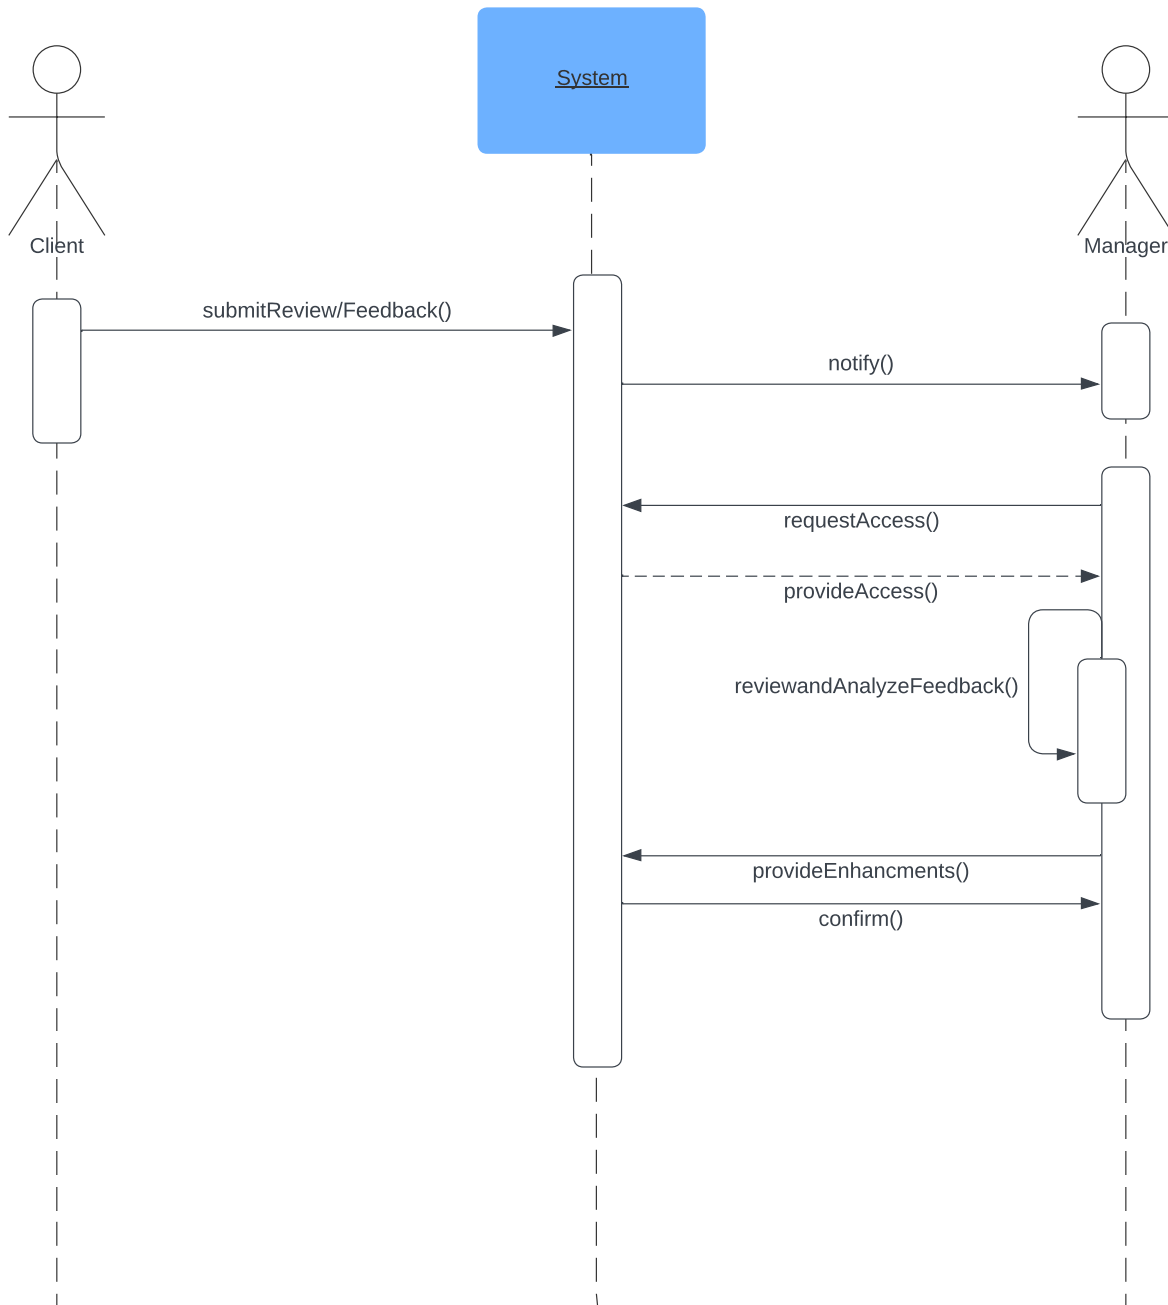 System
Client
Manager
submitReview/Feedback()
notify()
requestAccess()
provideAccess()
reviewandAnalyzeFeedback()
provideEnhancments()
confirm()